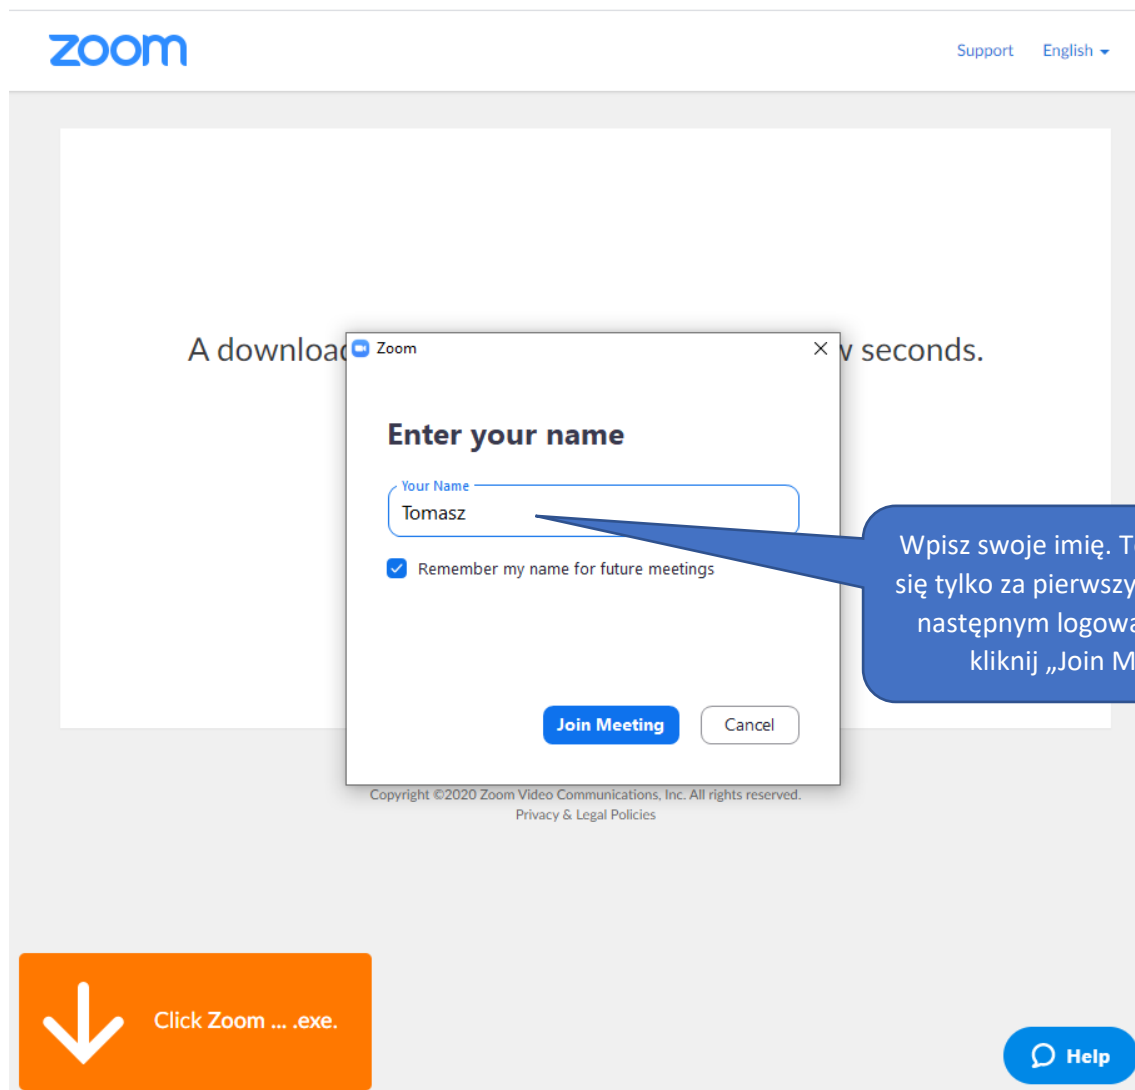 zoom
Support English
A download
w seconds.
Zoom
Enter your name
Your Name
Tomasz
Remember my name for future meetings
Wpisz swoje imię.
się tylko za
następnym
kliknij „Join
Join Meeting Cancel
Copyright ©2020 Zoom Video Communications, Inc. All rights reserved.
Privacy & Legal Policies
Click Zoom ... .exe.
Help